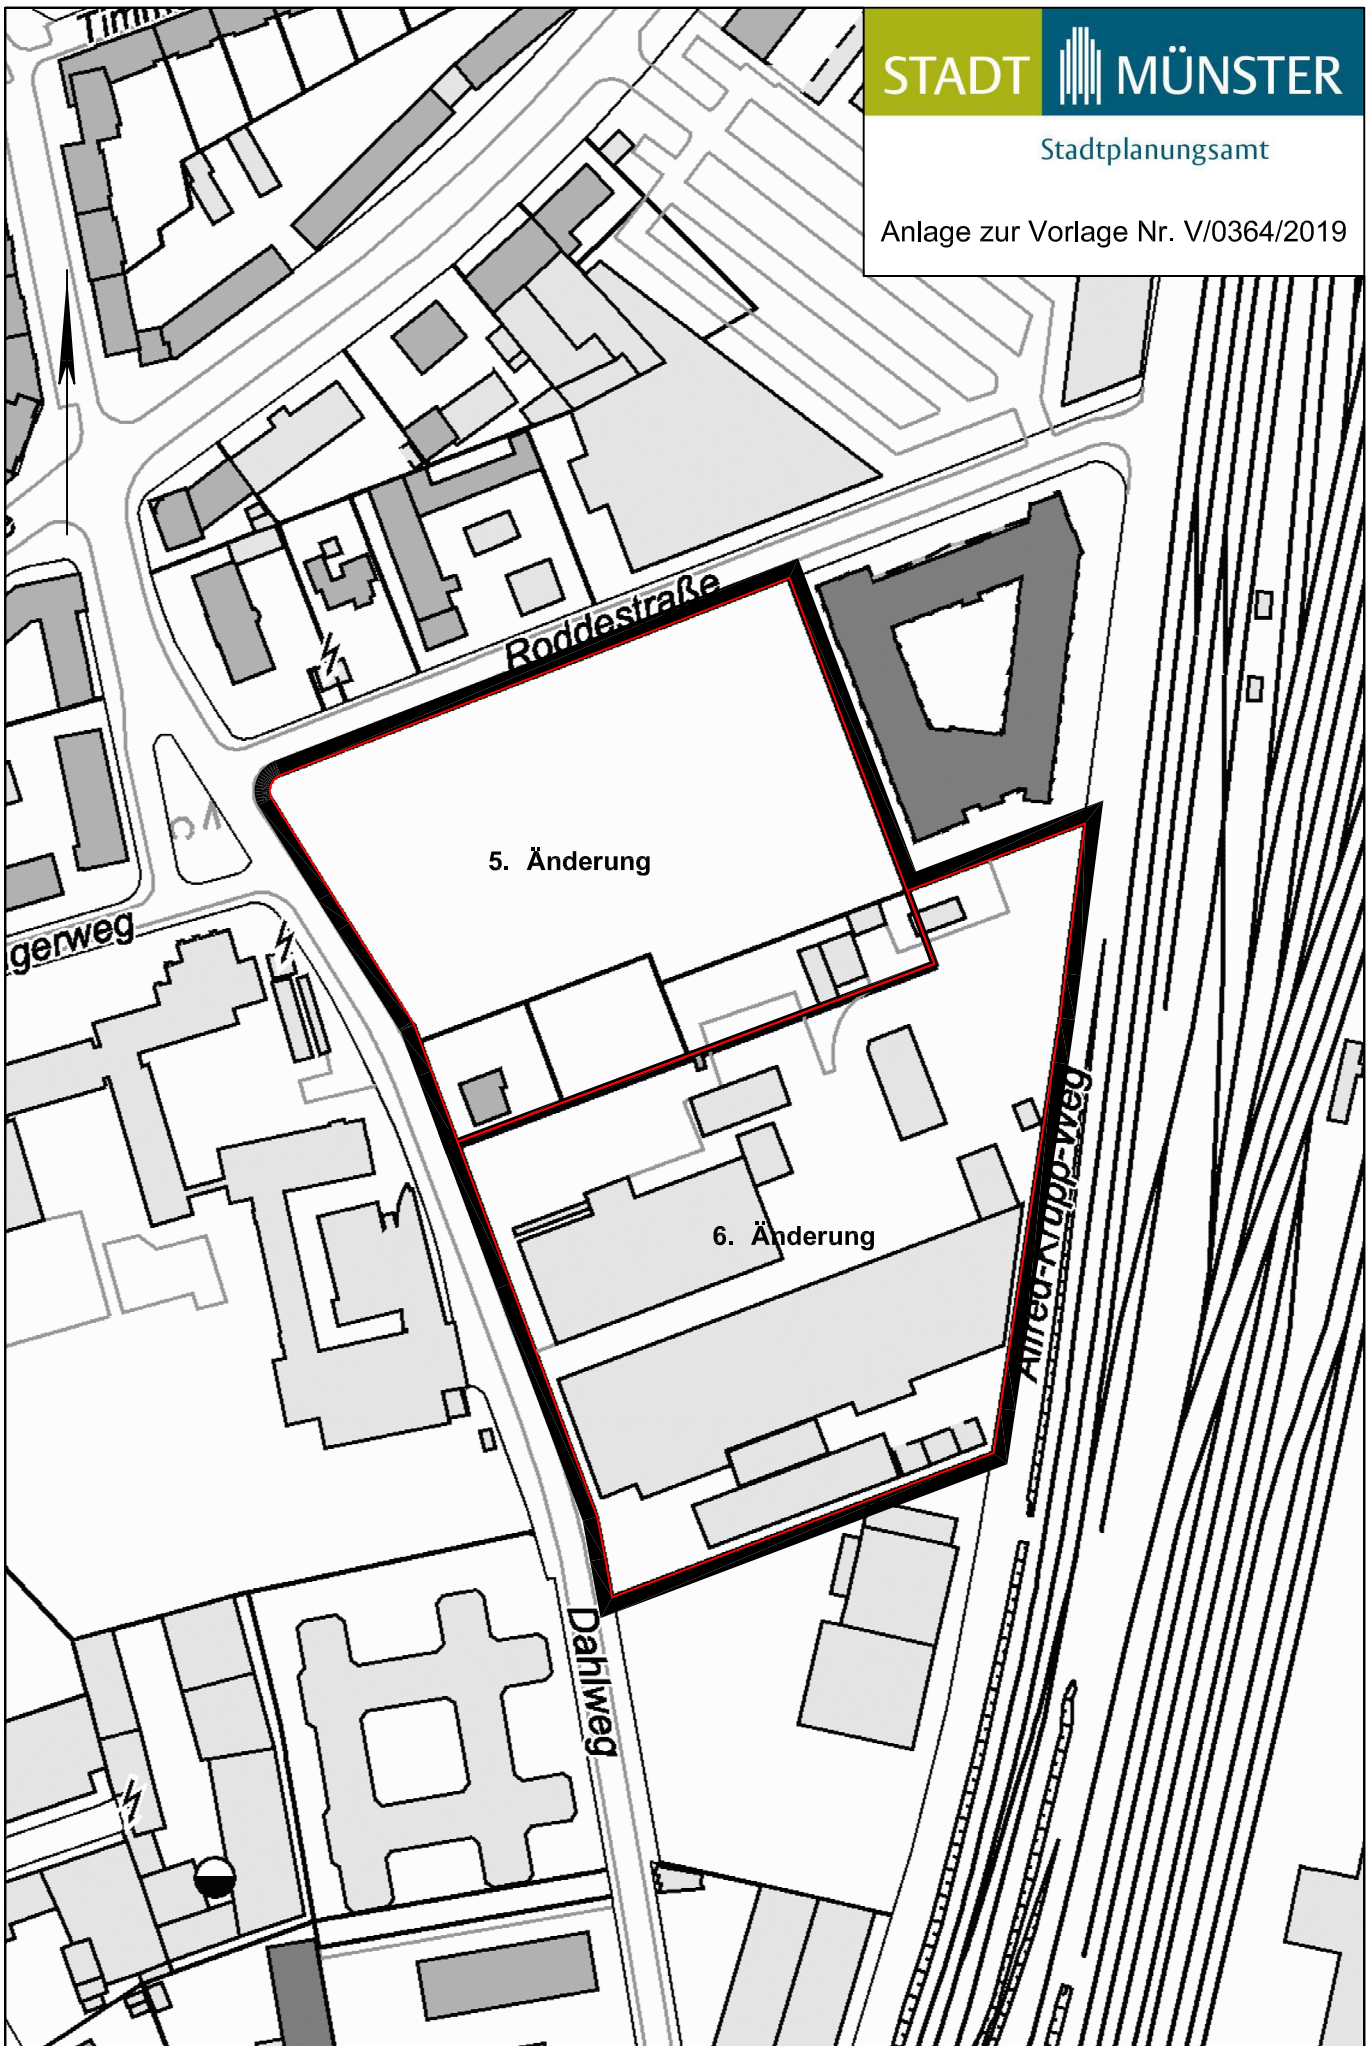 STADT MÜNSTER
Stadtplanungsamt
Anlage zur Vorlage Nr. V/0364/2019
Roddestraße
5. Änderung
gerweg
Alfred-Krupp-Weg
6. Änderung
Dahlweg